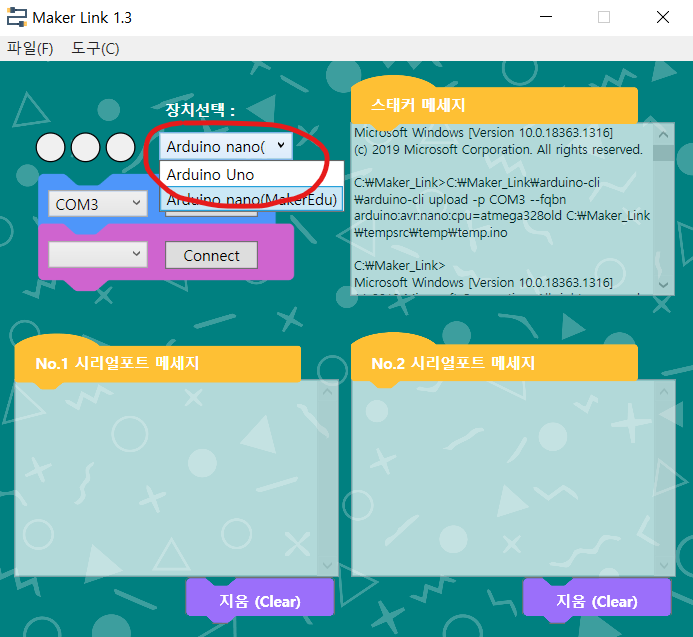 Maker Link 1.3
파일(F) 도구(C)
장치선택 :
Arduino nano(
Arduino Uno
Arduino nano(MakerEdu)
COM3
Connect
스태커 메세지
Microsoft Windows [Version 10.0.18363.1316]
(c) 2019 Microsoft Corporation. All rights reserved.
C:₩Maker_Link>C:₩Maker_Link₩arduino-cli
₩arduino-cli upload -p COM3 --fqbn
arduino:avr:nano:cpu=atmega328old C:₩Maker_Link
₩tempsrc₩temp₩temp.ino
C:₩Maker_Link>
Microsoft Windows [Version 10.0.18363.1316]
No.1 시리얼포트 메세지
No.2 시리얼포트 메세지
지움 (Clear)
지움 (Clear)